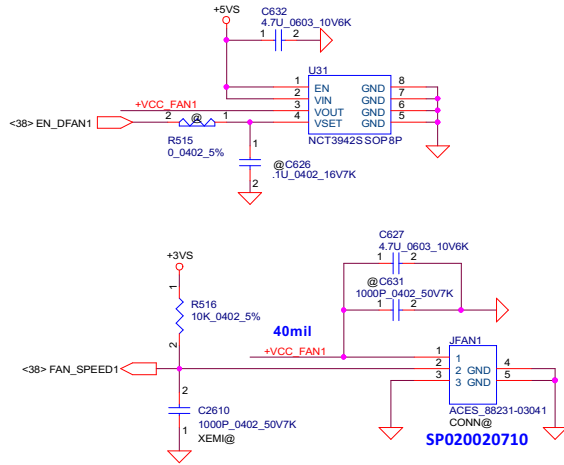 +5VS
C632
4.7U_0603_10V6K
1 2
U31
1 EN GND 8
2 VIN GND 7
3 VOUT GND 6
4 VSET GND 5
NCT3942S SOP8P
+VCC_FAN1
<38> EN_DFAN1
2 @ 1
R515
0_0402_5%
1
@C626
.1U_0402_16V7K
2
+3VS
1
R516
10K_0402_5%
2
C627
4.7U_0603_10V6K
1 2
@C631
1000P_0402_50V7K
1 2
40mil
+VCC_FAN1
<38> FAN_SPEED1
2
C2610
1000P_0402_50V7K
1
XEMI@
JFAN1
1 1
2 2 GND 4
3 3 GND 5
ACES_88231-03041
CONN@
SP020020710